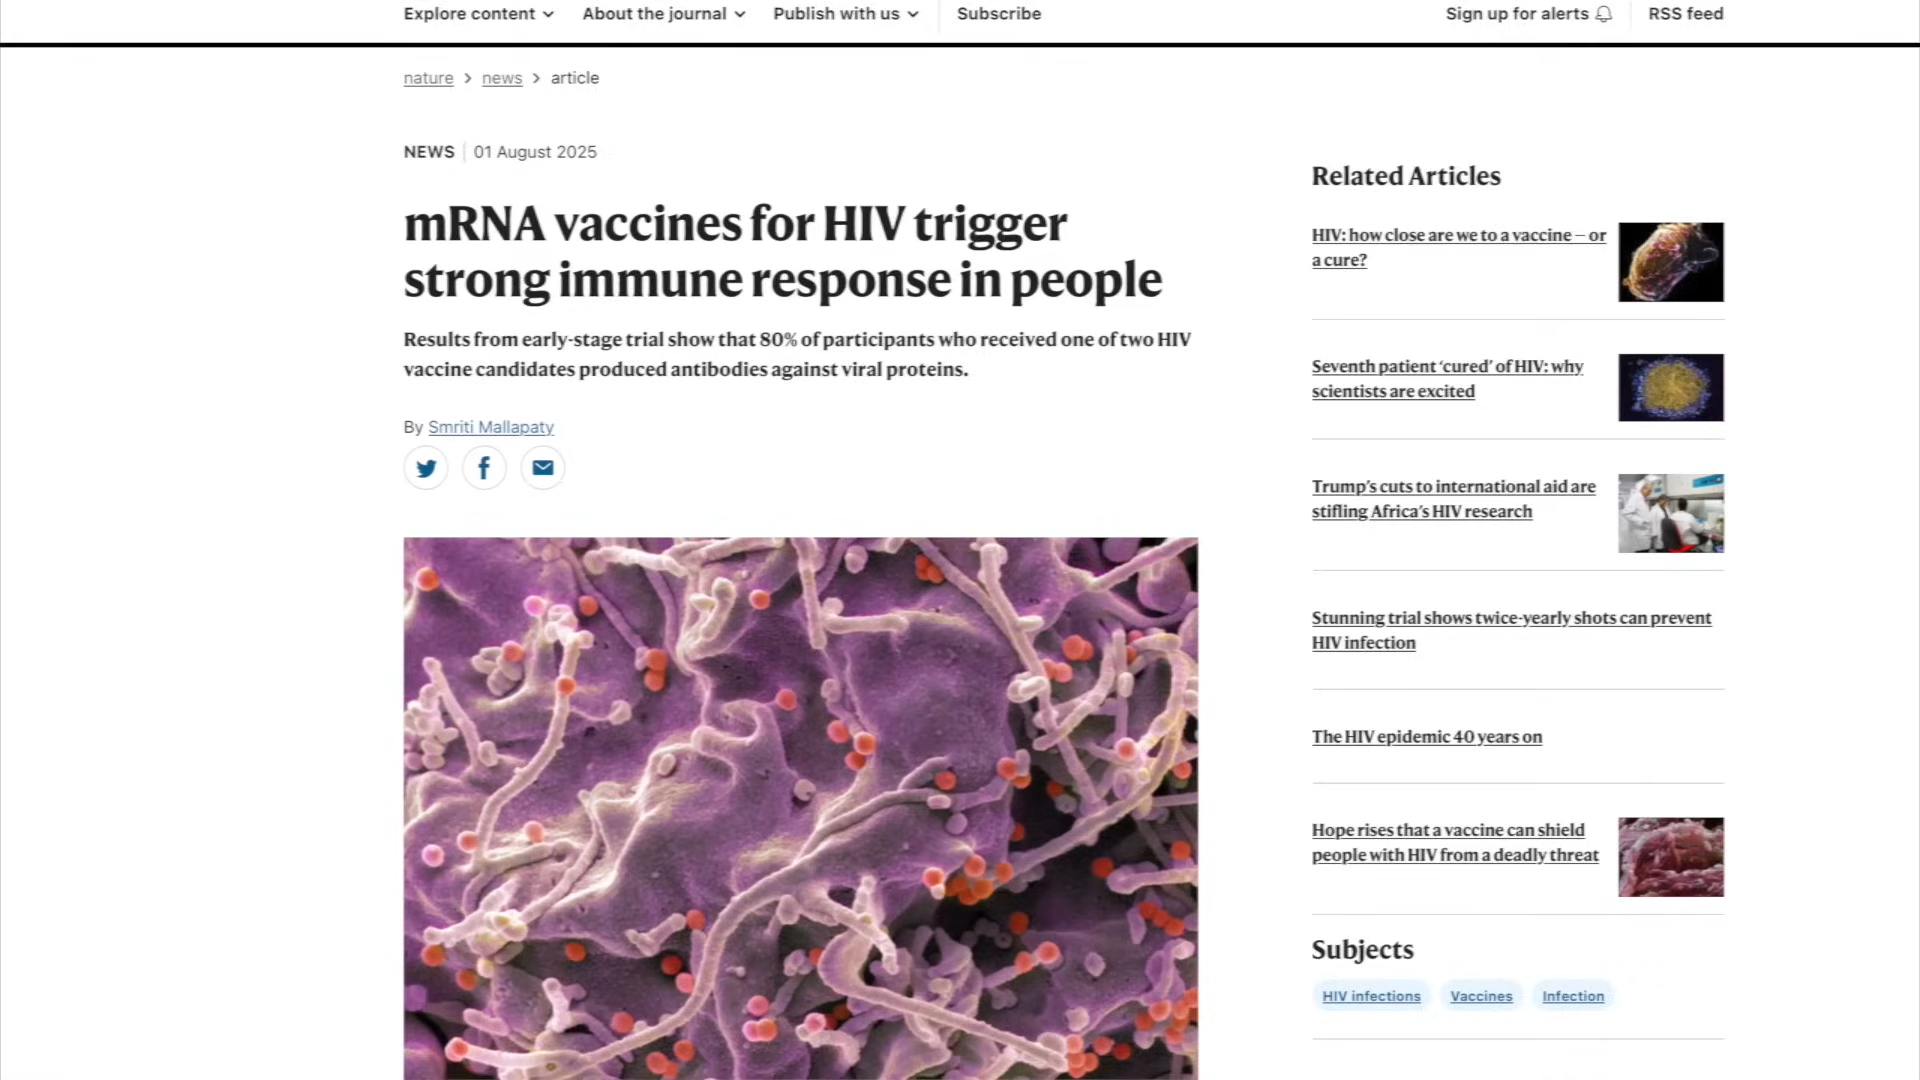 Explore content
About the journal
Publish with us
Subscribe
Sign up for alerts
RSS feed
nature > news > article
NEWS | 01 August 2025
mRNA vaccines for HIV trigger
strong immune response in people
Results from early-stage trial show that 80% of participants who received one of two HIV
vaccine candidates produced antibodies against viral proteins.
By Smriti Mallapaty
Related Articles
HIV: how close are we to a vaccine — or
a cure?
Seventh patient ‘cured’ of HIV: why
scientists are excited
Trump’s cuts to international aid are
stifling Africa’s HIV research
Stunning trial shows twice-yearly shots can prevent
HIV infection
The HIV epidemic 40 years on
Hope rises that a vaccine can shield
people with HIV from a deadly threat
Subjects
HIV infections
Vaccines
Infection